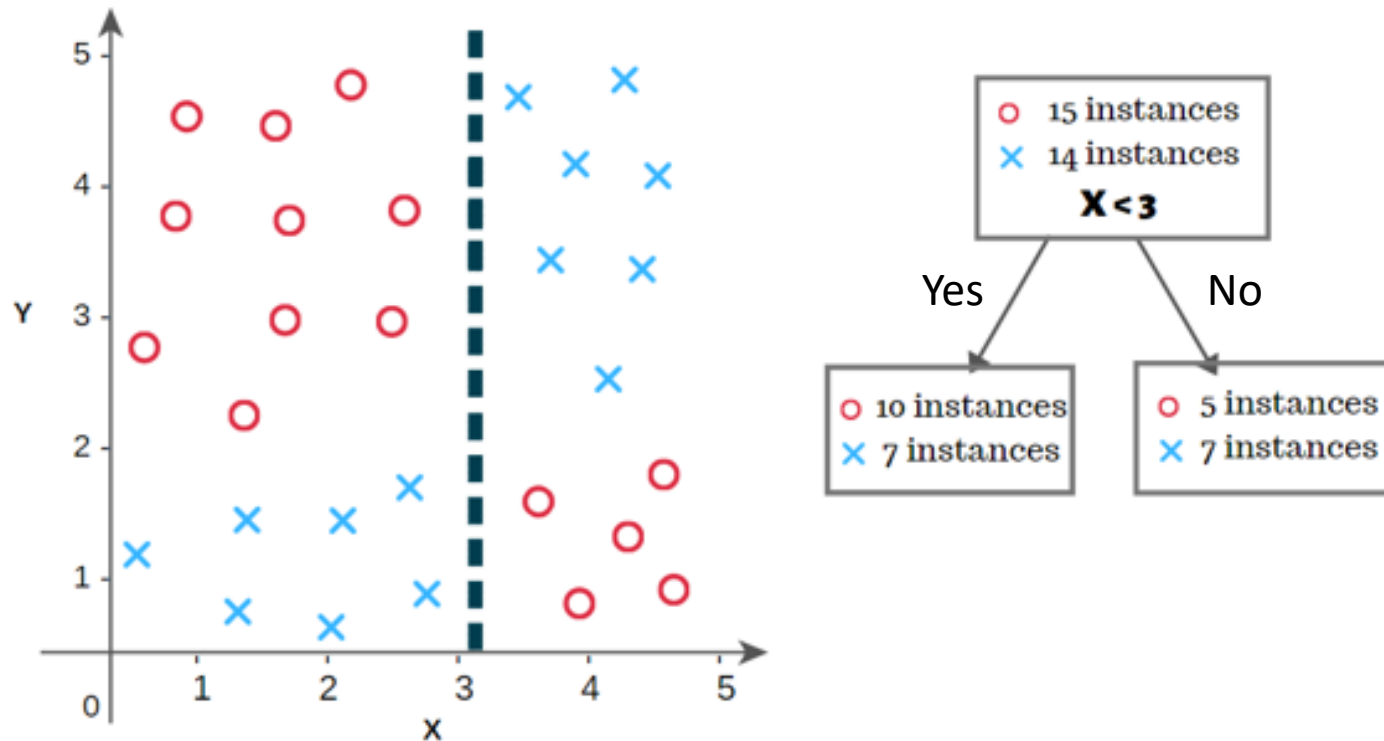 5
4
Y
3
2
1
0
1 2 3 4 5
X
15 instances
14 instances
X < 3
Yes
No
10 instances
7 instances
5 instances
7 instances